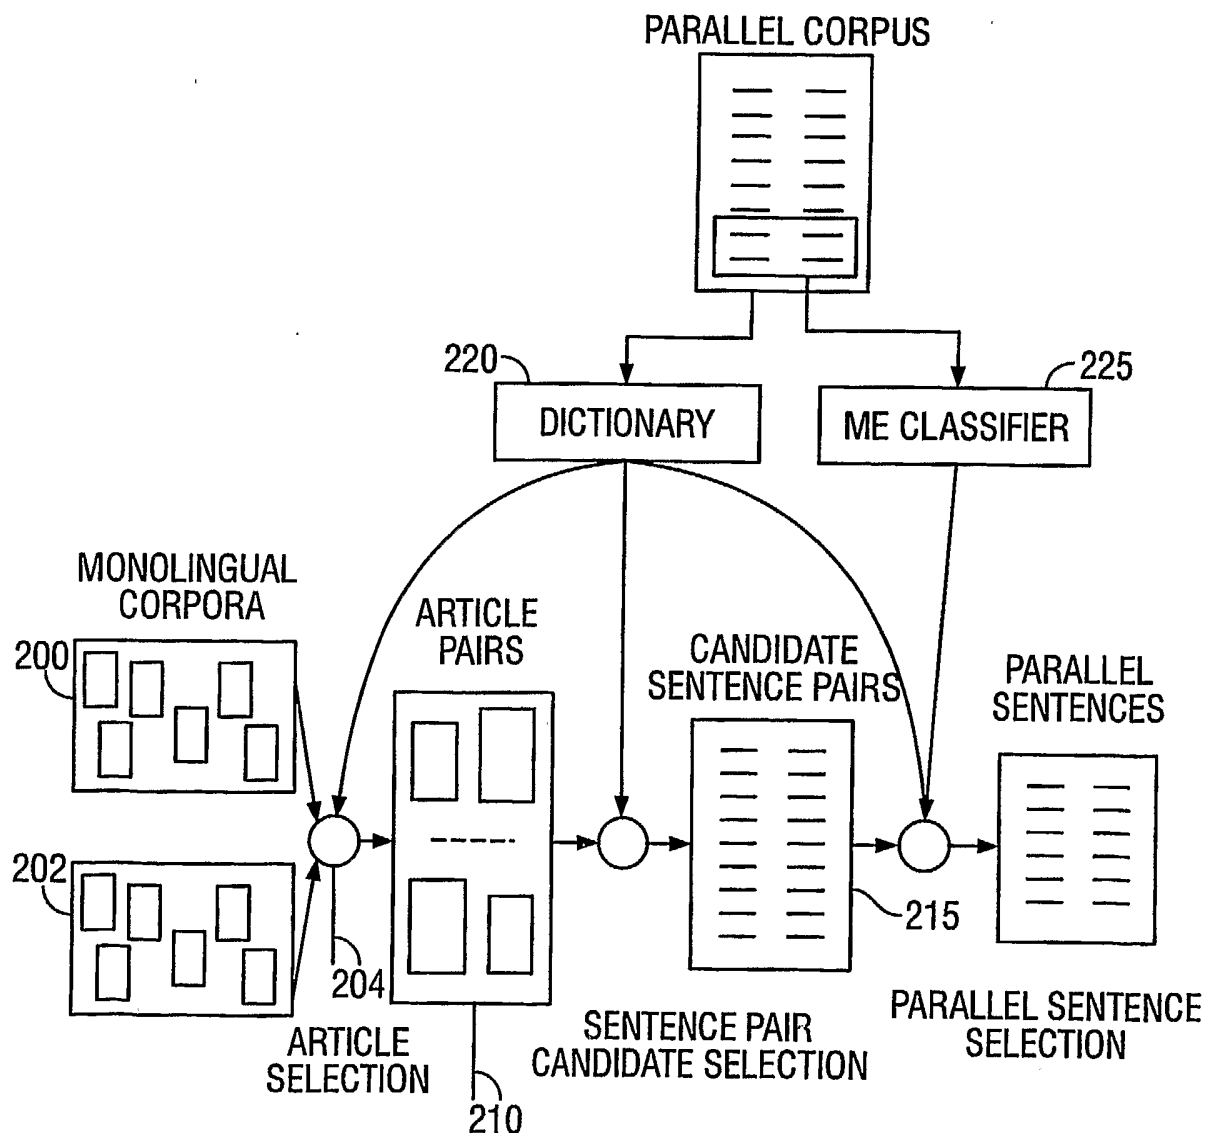 PARALLEL CORPUS
220
225
DICTIONARY
ME CLASSIFIER
MONOLINGUAL
CORPORA
ARTICLE
PAIRS
200
CANDIDATE
SENTENCE PAIRS
PARALLEL
SENTENCES
202
215
204
ARTICLE
SELECTION
SENTENCE PAIR
CANDIDATE SELECTION
PARALLEL SENTENCE
SELECTION
210